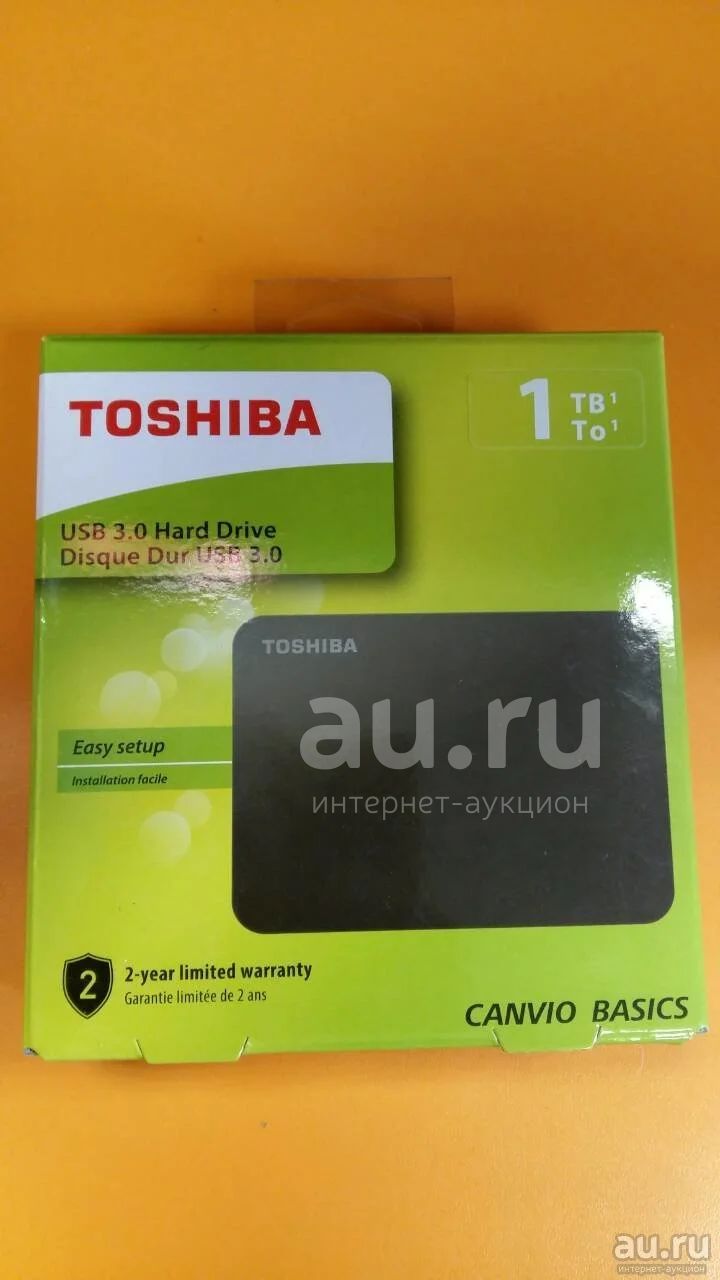 TOSHIBA
1 TB¹
To¹
USB 3.0 Hard Drive
Disque Dur USB 3.0
TOSHIBA
au.ru
интернет-аукцион
Easy setup
Installation facile
2
2-year limited warranty
Garantie limitée de 2 ans
CANVIO BASICS
au.ru
интернет-аукцион